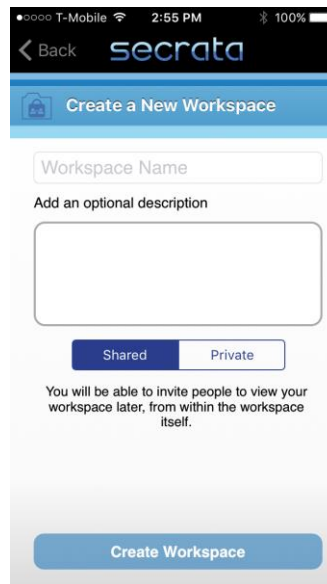 T-Mobile 2:55 PM 100%
Back secrata
Create a New Workspace
Workspace Name
Add an optional description
Shared Private
You will be able to invite people to view your
workspace later, from within the workspace
itself.
Create Workspace